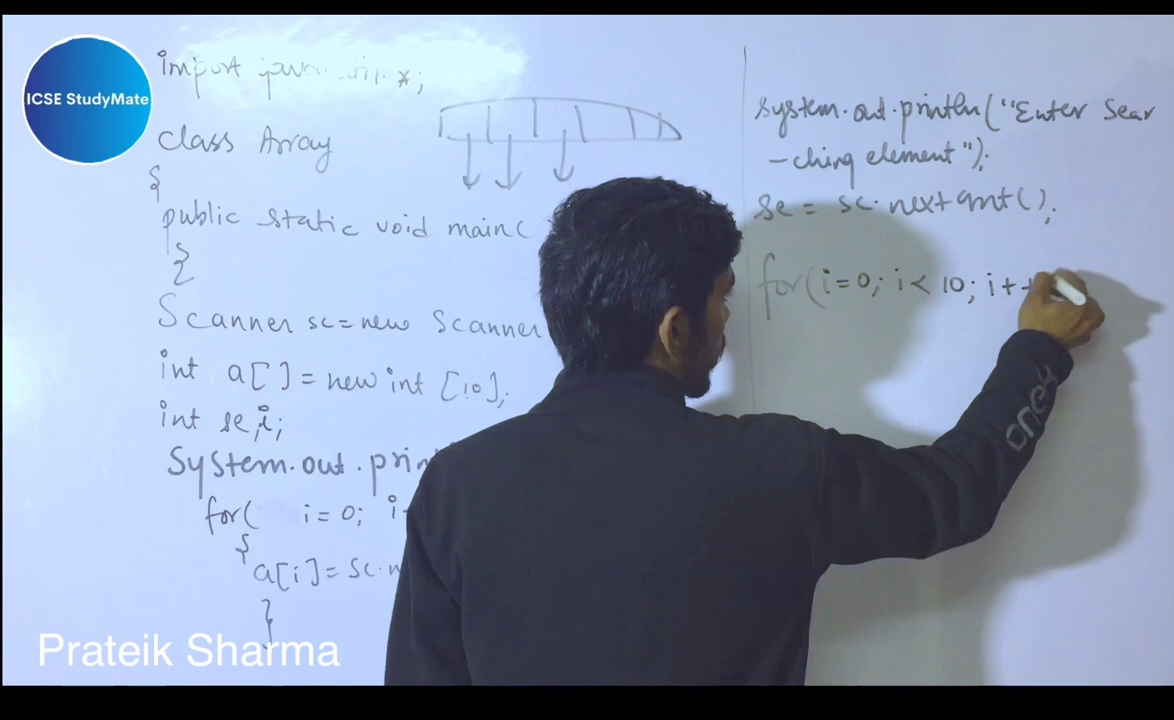 ICSE StudyMate
import java.util.*;
class Array
{
public static void main(
}
Scanner sc=new Scanner
int a[ ] = new int [10];
int se,i;
System.out.prin
for( i=0; i
{
a[i]=sc.n
}
System.out.println("Enter Sear
-ching element");
se = sc.nextInt();
for(i=0; i< 10; i++
Prateik Sharma